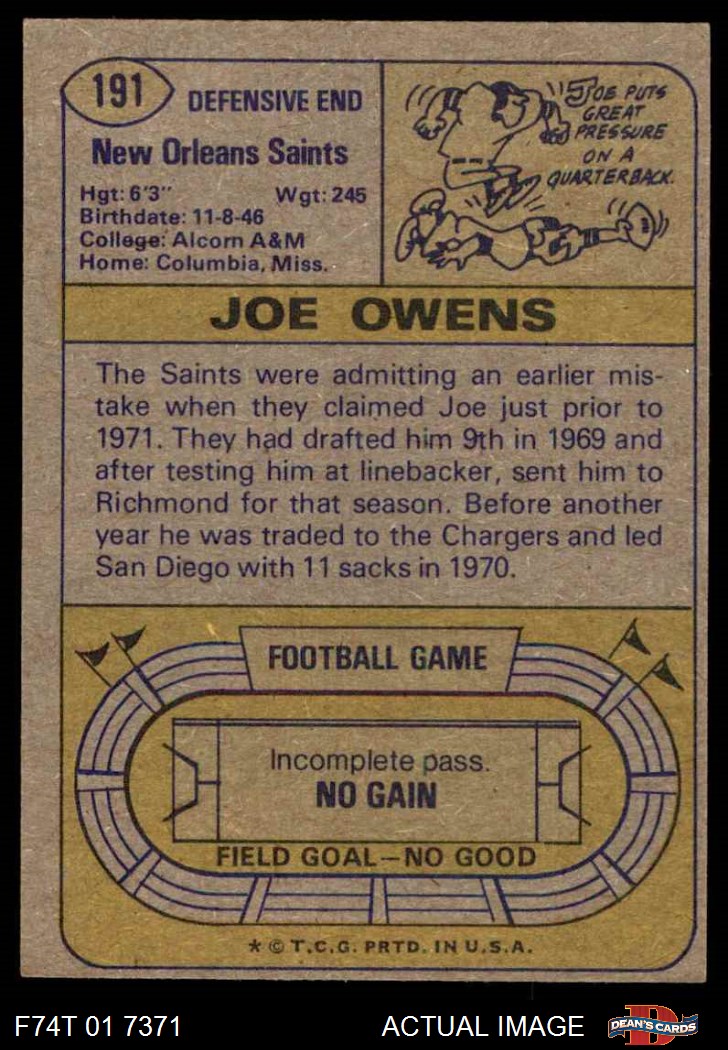 191
DEFENSIVE END
New Orleans Saints
Hgt: 6'3" Wgt: 245
Birthdate: 11-8-46
College: Alcorn A&M
Home: Columbia, Miss.
JOE PUTS
GREAT
PRESSURE
ON A
QUARTERBACK.
JOE OWENS
The Saints were admitting an earlier mis-
take when they claimed Joe just prior to
1971. They had drafted him 9th in 1969 and
after testing him at linebacker, sent him to
Richmond for that season. Before another
year he was traded to the Chargers and led
San Diego with 11 sacks in 1970.
FOOTBALL GAME
Incomplete pass.
NO GAIN
FIELD GOAL—NO GOOD
* © T.C.G. PRTD. IN U.S.A.
F74T 01 7371 ACTUAL IMAGE
D
DEAN'S CARDS